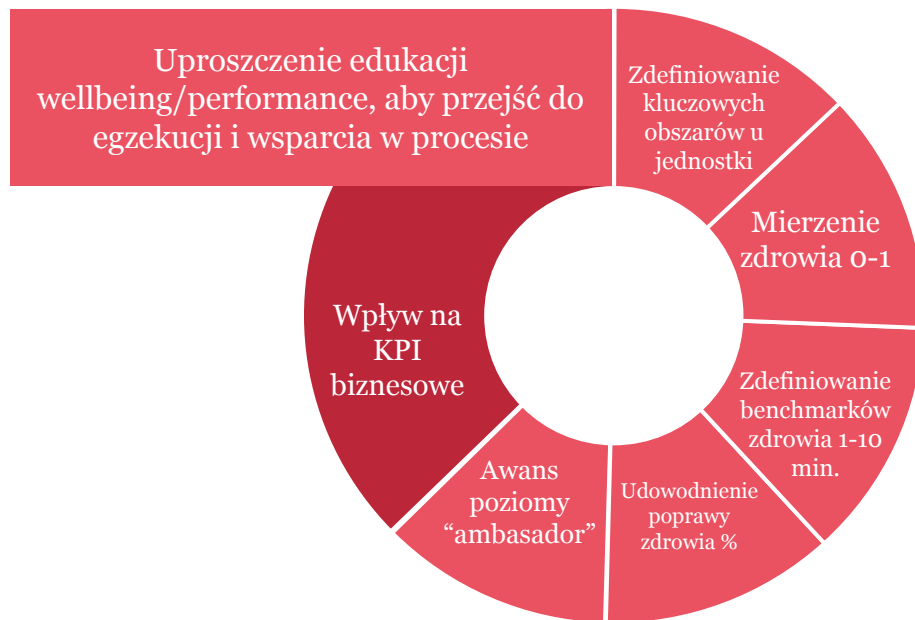 Uproszczenie edukacji
wellbeing/performance, aby przejść do
egzekucji i wsparcia w procesie
Zdefiniowanie
kluczowych
obszarów u
jednostki
Mierzenie
zdrowia 0-1
Zdefiniowanie
benchmarków
zdrowia 1-10
min.
Udowodnienie
poprawy
zdrowia %
Awans
poziomy
“ambasador”
Wpływ na
KPI
biznesowe